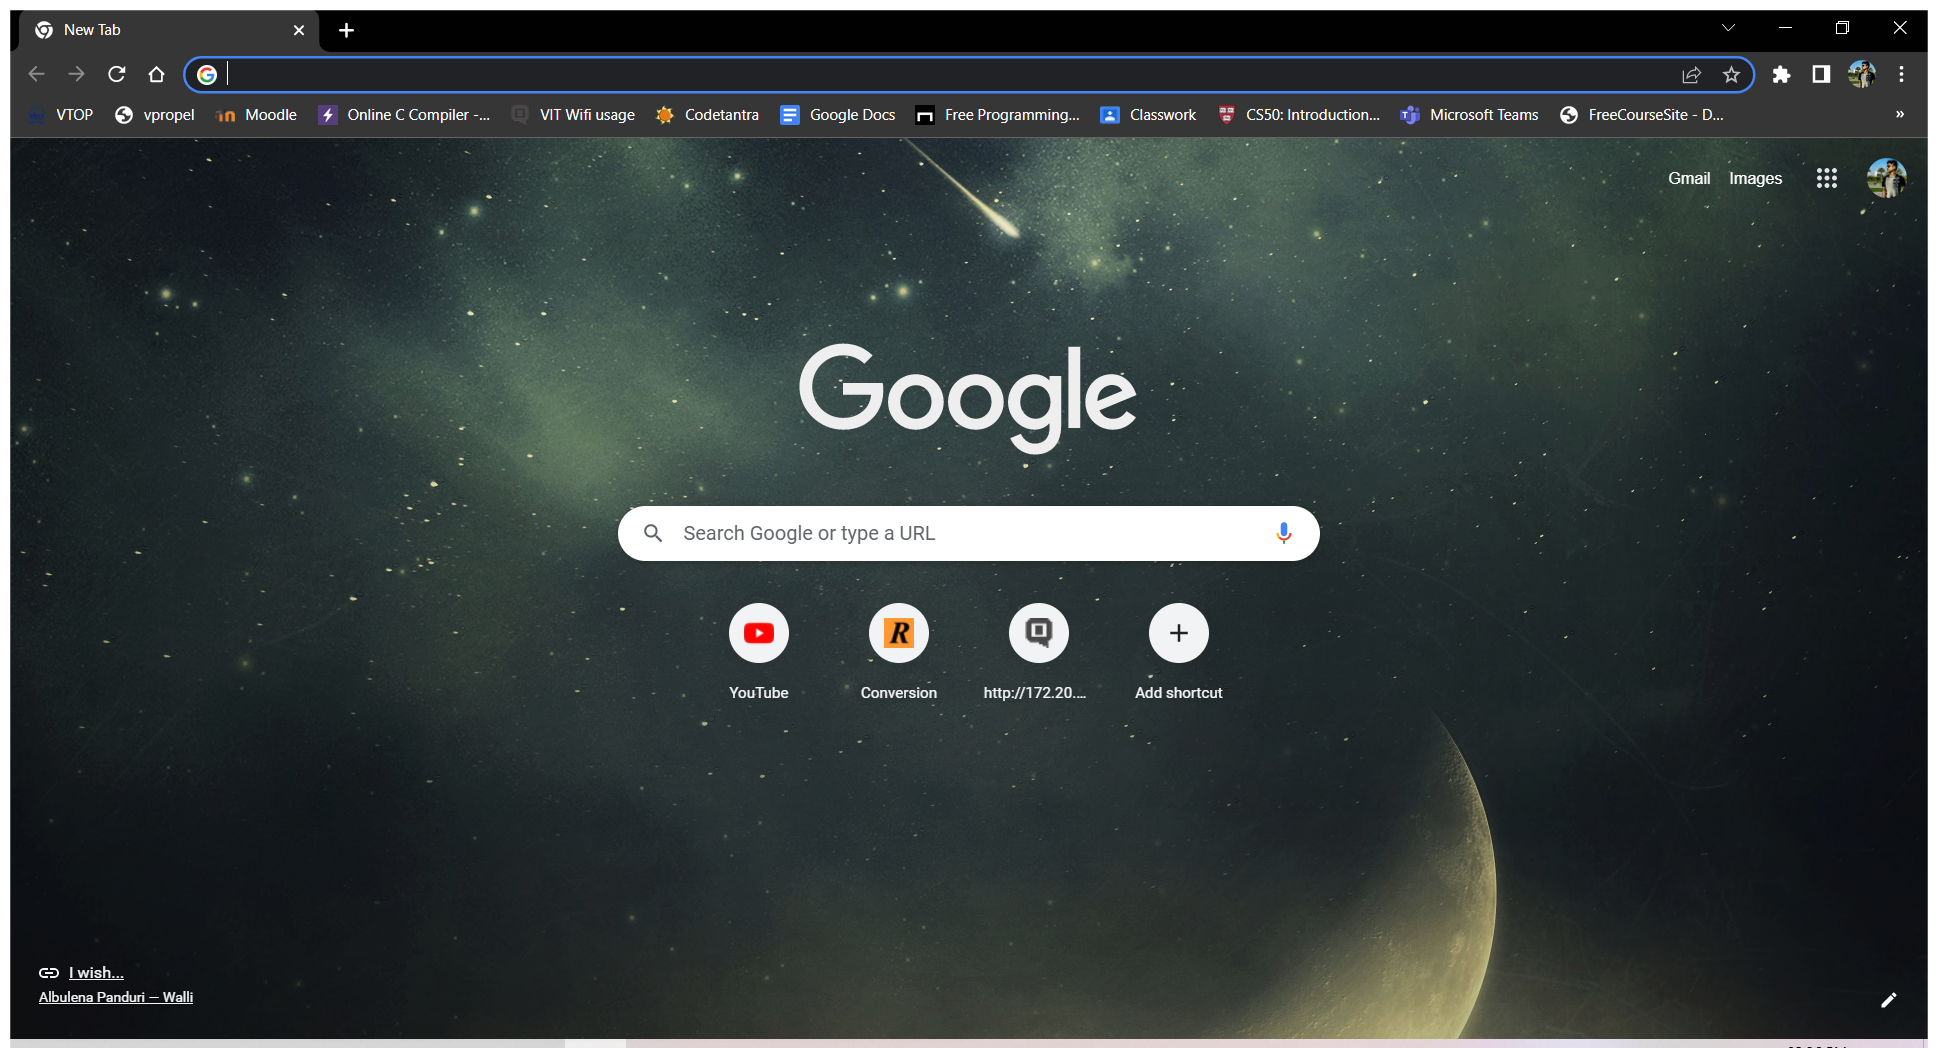 New Tab
VTOP vpropel Moodle Online C Compiler -... VIT Wifi usage Codetantra Google Docs Free Programming... Classwork CS50: Introduction... Microsoft Teams FreeCourseSite - D... »
Gmail Images
Google
Search Google or type a URL
YouTube Conversion http://172.20.... Add shortcut
I wish...
Albulena Panduri — Walli